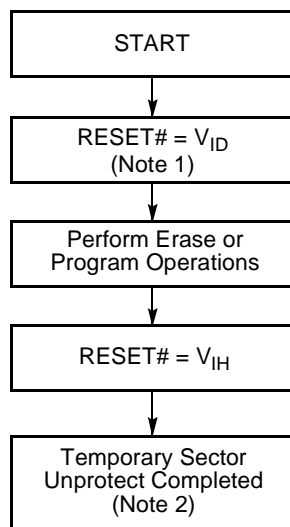 START
RESET# = VID
(Note 1)
Perform Erase or
Program Operations
RESET# = VIH
Temporary Sector
Unprotect Completed
(Note 2)